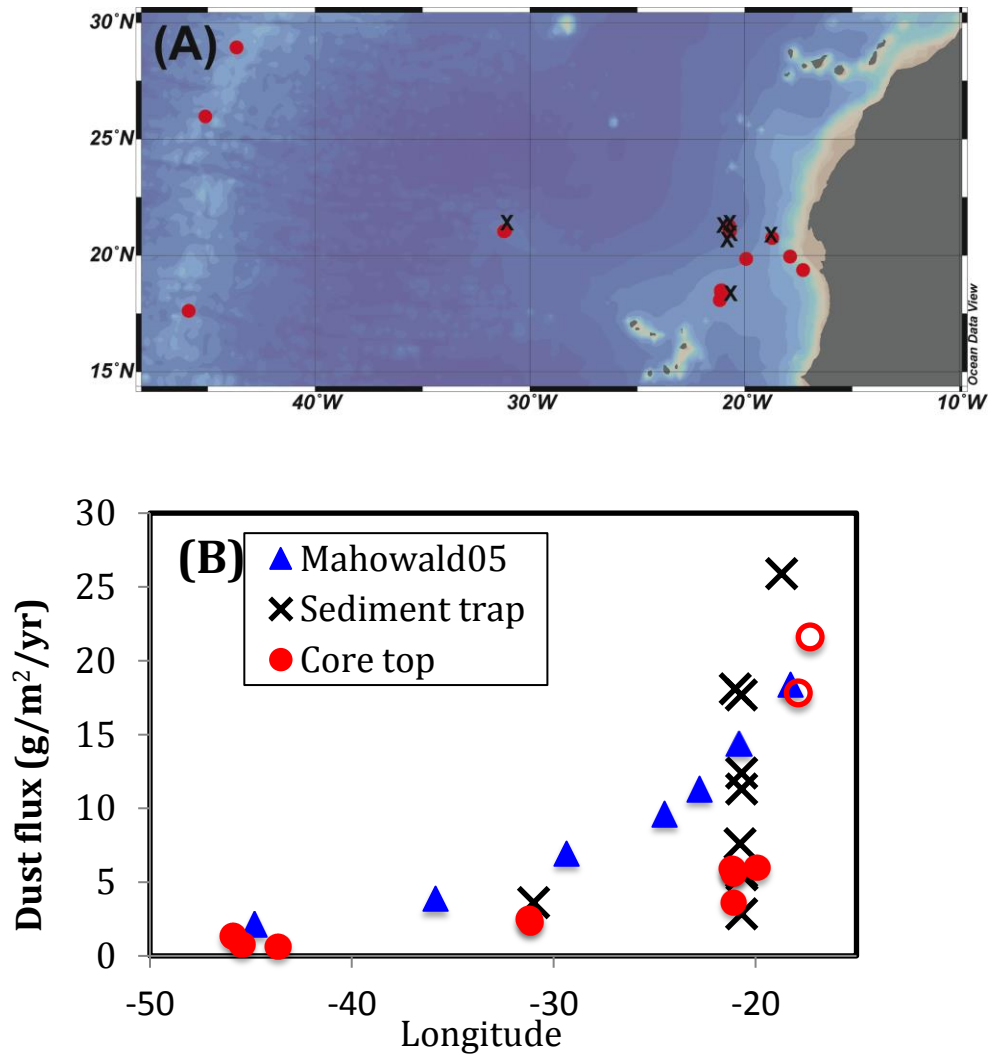 (A)
30°N
25°N
20°N
15°N
40°W
30°W
20°W
10°W
Ocean Data View
(B)
Mahowald05
Sediment trap
Core top
Dust flux (g/m²/yr)
30
25
20
15
10
5
0
-50
-40
-30
-20
Longitude